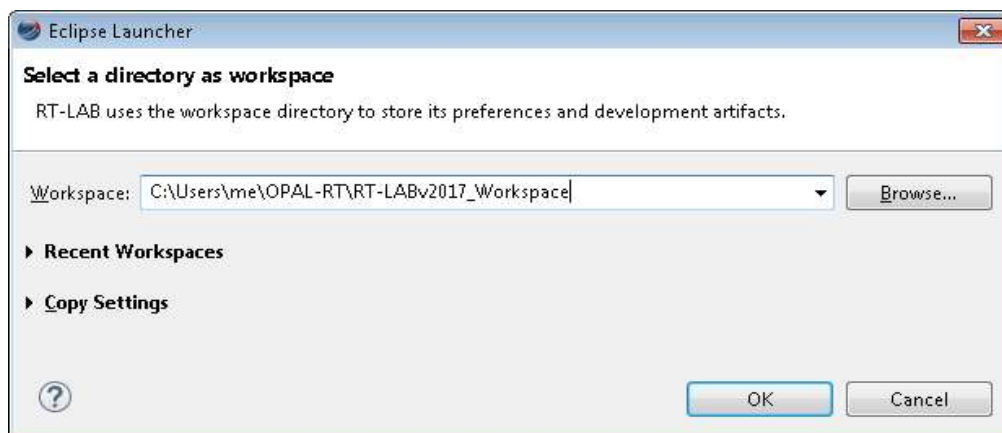 Eclipse Launcher
Select a directory as workspace
RT-LAB uses the workspace directory to store its preferences and development artifacts.
Workspace: C:\Users\me\OPAL-RT\RT-LABv2017_Workspace Browse...
Recent Workspaces
Copy Settings
? OK Cancel